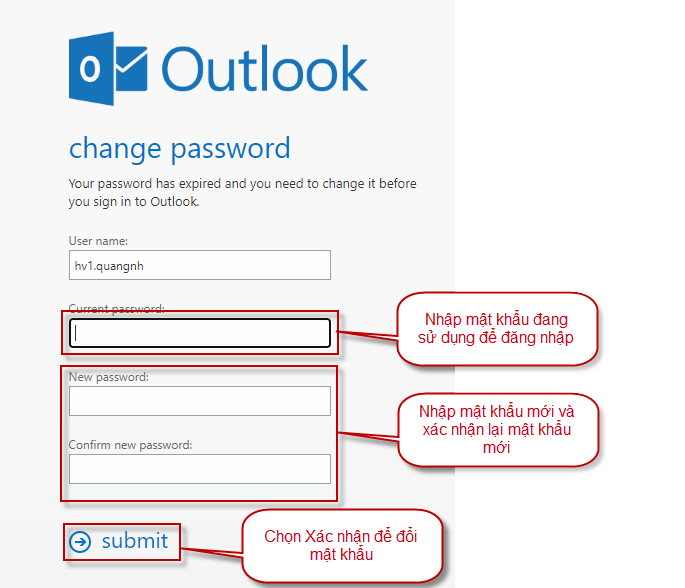 Outlook
change password
Your password has expired and you need to change it before
you sign in to Outlook.
User name:
hv1.quangnh
Current password:
Nhập mật khẩu đang
sử dụng để đăng nhập
New password:
Nhập mật khẩu mới và
xác nhận lại mật khẩu
mới
Confirm new password:
submit
Chọn Xác nhận để đổi
mật khẩu